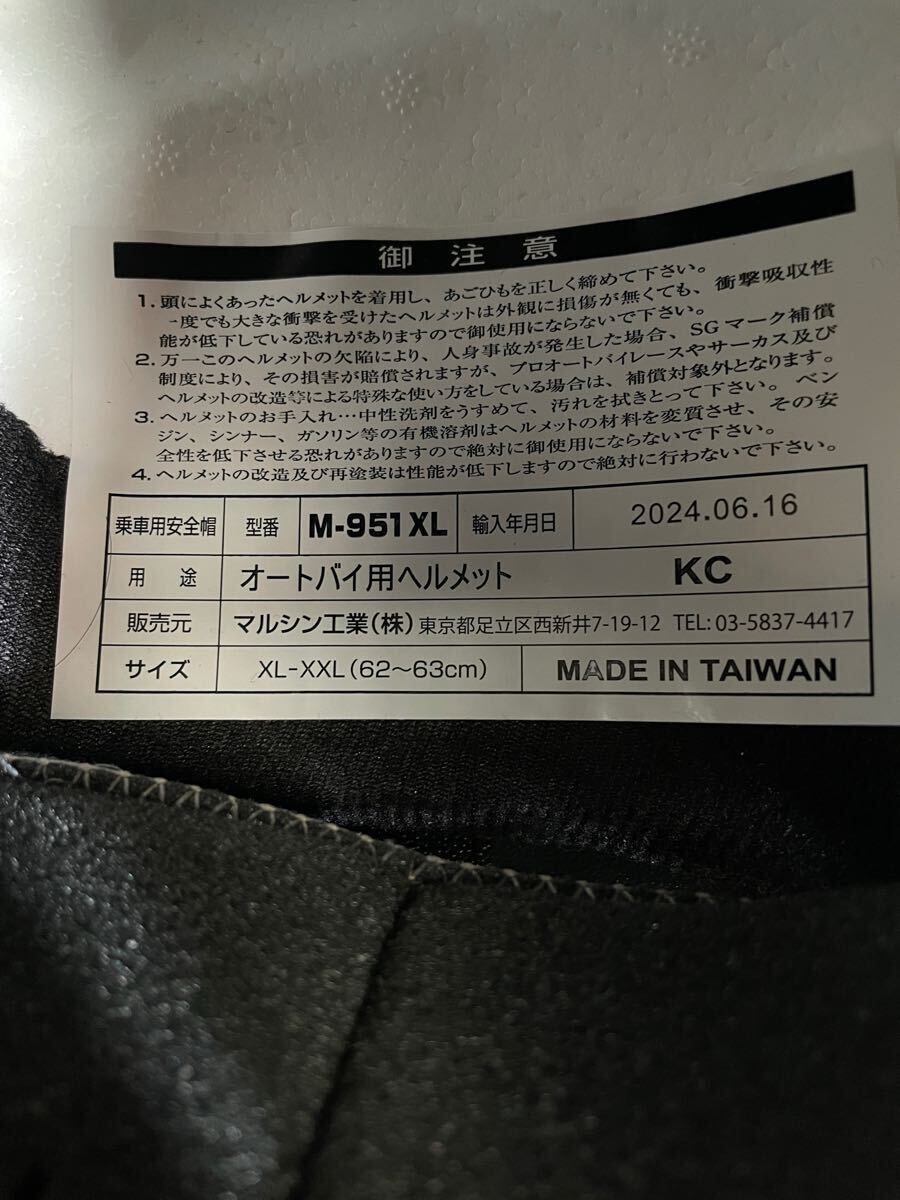 御注意
1. 頭によくあったヘルメットを着用し、あごひもを正しく締めて下さい。
一度でも大きな衝撃を受けたヘルメットは外観に損傷が無くても、衝撃吸収性
能が低下している恐れがありますので御使用にならないで下さい。
2. 万一このヘルメットの欠陥により、人身事故が発生した場合、SGマーク補償
制度により、その損害が賠償されますが、プロオートバイレースやサーカス及び
ヘルメットの改造等による特殊な使い方をしている場合は、補償対象外となります。
3. ヘルメットのお手入れ…中性洗剤をうすめて、汚れを拭きとって下さい。ベン
ジン、シンナー、ガソリン等の有機溶剤はヘルメットの材料を変質させ、その安
全性を低下させる恐れがありますので絶対に御使用にならないで下さい。
4. ヘルメットの改造及び再塗装は性能が低下しますので絶対に行わないで下さい。
乗車用安全帽 型番 M-951XL 輸入年月日 2024.06.16
用途 オートバイ用ヘルメット KC
販売元 マルシン工業(株) 東京都足立区西新井7-19-12 TEL: 03-5837-4417
サイズ XL-XXL(62〜63cm) MADE IN TAIWAN